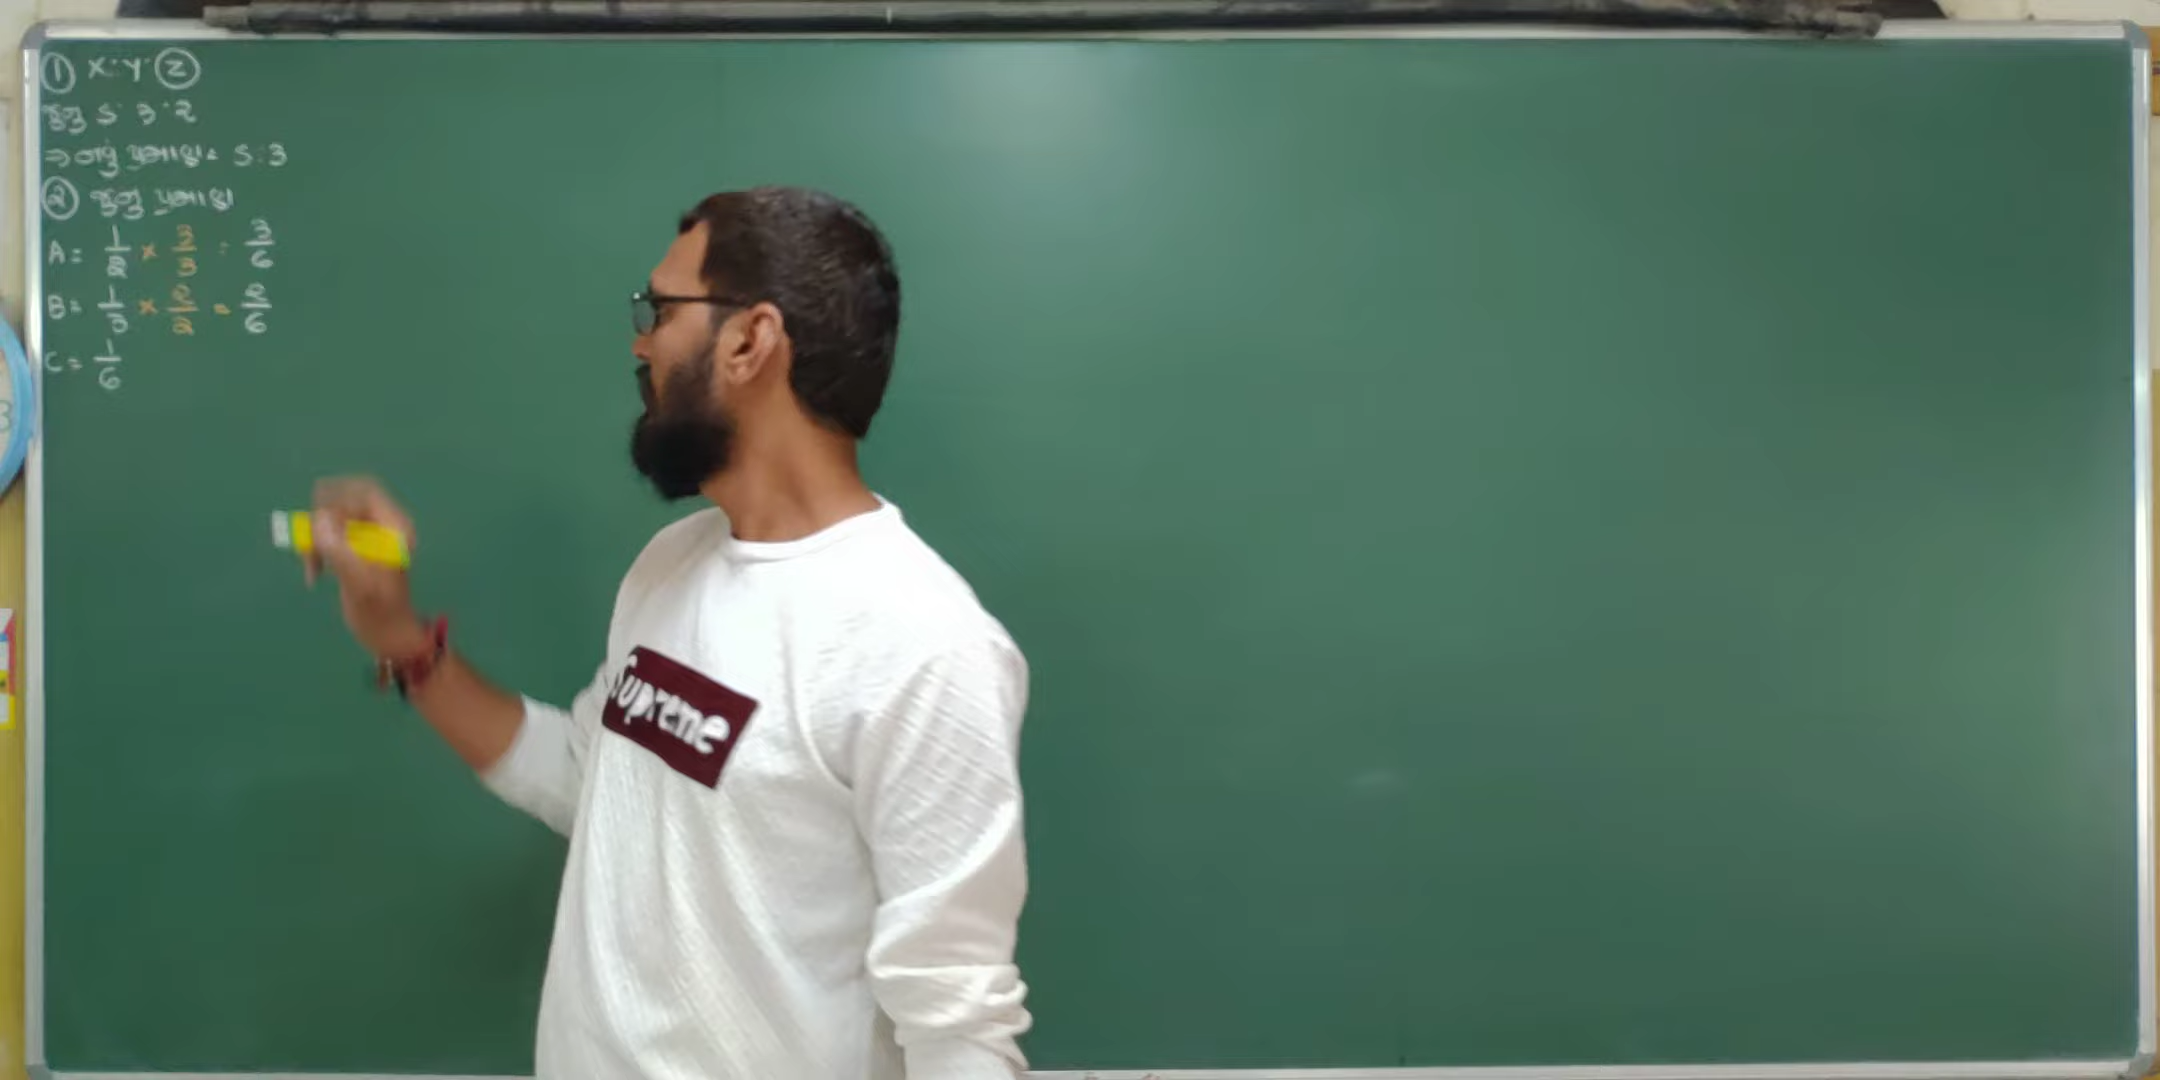 ① X : Y : Ⓩ
જુનુ 5 : 3 : 2
⇒ નવું પ્રમાણ = 5 : 3
② જુનુ પ્રમાણ
A = 1/2 × 3/3 = 3/6
B = 1/3 × 2/2 = 2/6
C = 1/6
Supreme